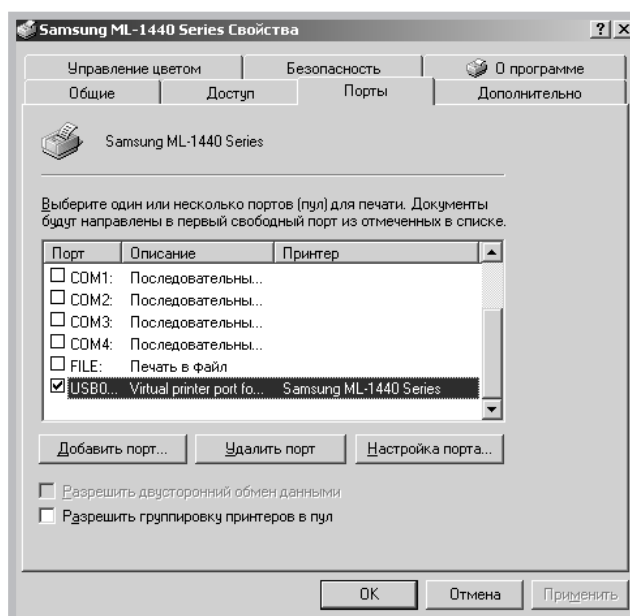 Samsung ML-1440 Series Свойства
Управление цветом Безопасность О программе
Общие Доступ Порты Дополнительно
Samsung ML-1440 Series
Выберите один или несколько портов (пул) для печати. Документы
будут направлены в первый свободный порт из отмеченных в списке.
Порт Описание Принтер
COM1: Последовательны...
COM2: Последовательны...
COM3: Последовательны...
COM4: Последовательны...
FILE: Печать в файл
USB0... Virtual printer port fo... Samsung ML-1440 Series
Добавить порт... Удалить порт Настройка порта...
Разрешить двусторонний обмен данными
Разрешить группировку принтеров в пул
OK Отмена Применить